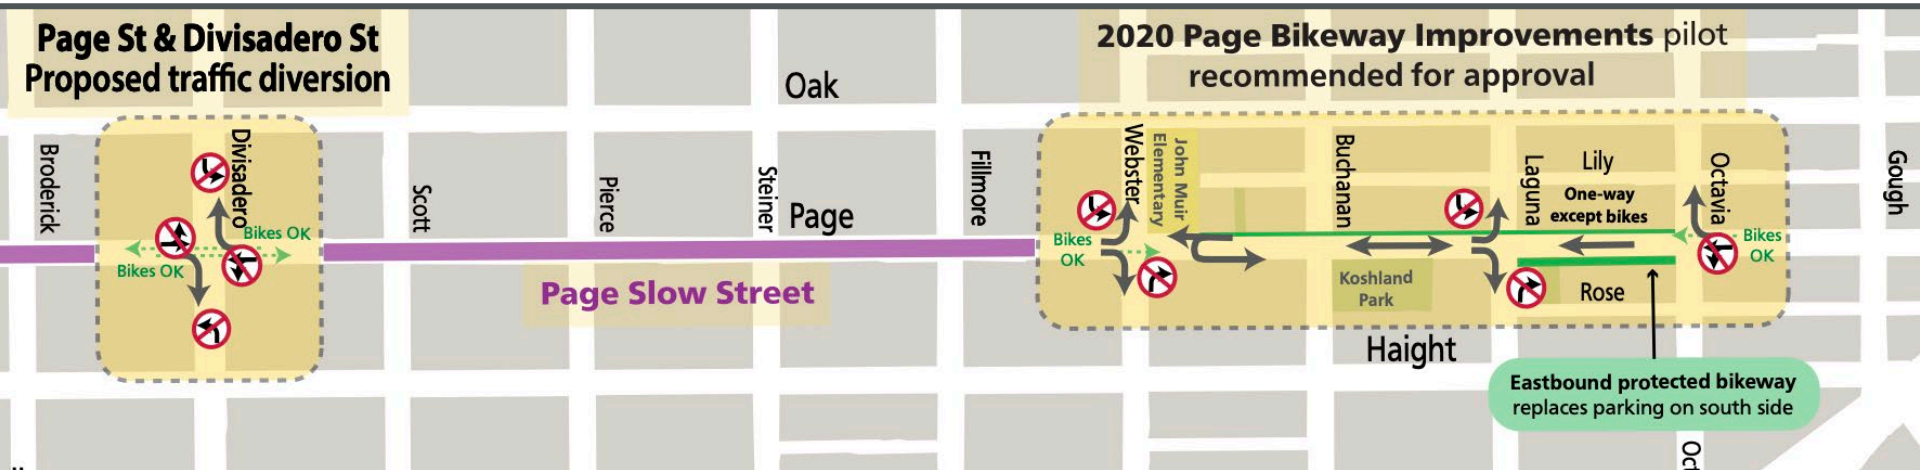 Page St & Divisadero St
Proposed traffic diversion
2020 Page Bikeway Improvements pilot
recommended for approval
Oak
Broderick
Divisadero
Scott
Pierce
Steiner
Page
Fillmore
Webster
John Muir
Elementary
Buchanan
Laguna
Lily
One-way
except bikes
Octavia
Gough
Bikes OK
Bikes OK
Bikes
OK
Bikes
OK
Koshland
Park
Rose
Page Slow Street
Haight
Eastbound protected bikeway
replaces parking on south side
Oct